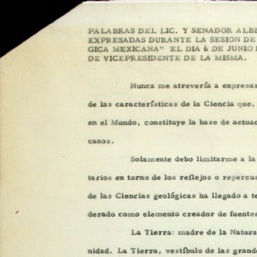 PALABRAS DEL LIC. Y SENADOR ALB
EXPRESADAS DURANTE LA SESION DE
GICA MEXICANA" EL DIA 6 DE JUNIO
DE VICEPRESIDENTE DE LA MISMA.
Nunca me atrevería a expresa
de las características de la Ciencia que,
en el Mundo, constituye la base de actua
canos.
Solamente debo limitarme a la
tarios en torno de los reflejos o repercu
de las Ciencias geológicas ha llegado a te
derado como elemento creador de fuentes
La Tierra: madre de la Natura
nidad. La Tierra, vestíbulo de las grand